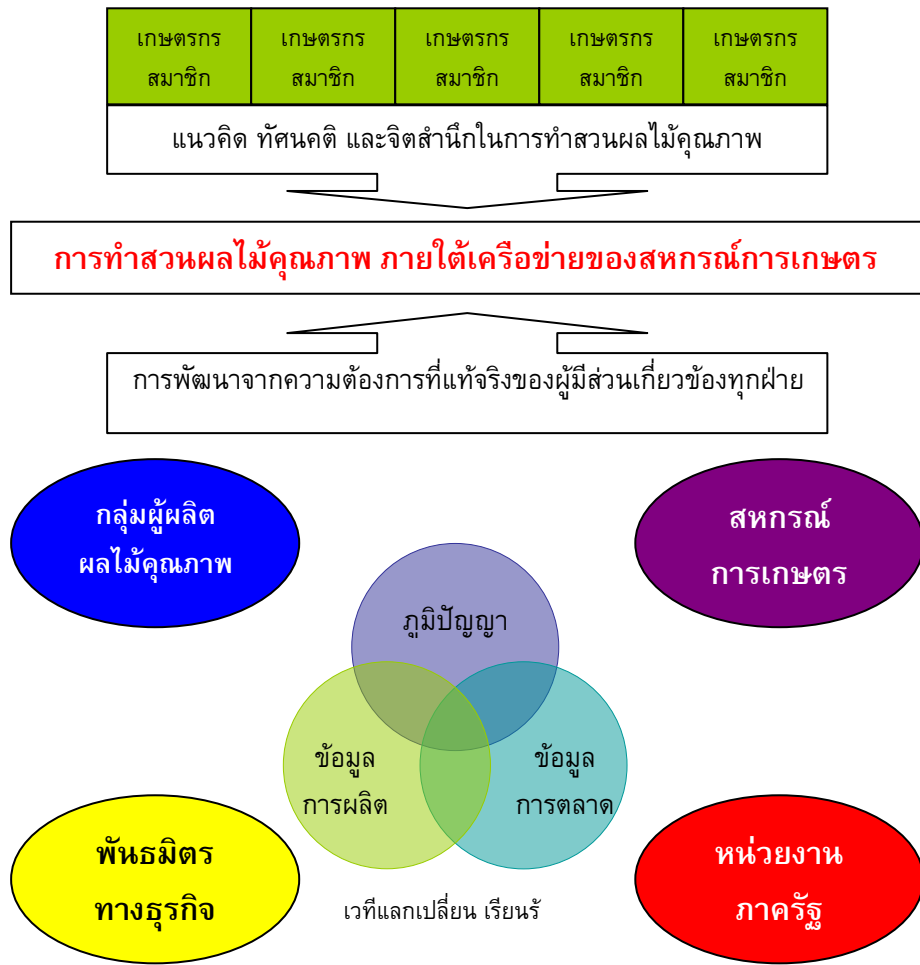 เกษตรกร เกษตรกร เกษตรกร เกษตรกร เกษตรกร
สมาชิก สมาชิก สมาชิก สมาชิก สมาชิก
แนวคิด ทัศนคติ และจิตสำนึกในการทำสวนผลไม้คุณภาพ
การทำสวนผลไม้คุณภาพ ภายใต้เครือข่ายของสหกรณ์การเกษตร
การพัฒนาจากความต้องการที่แท้จริงของผู้มีส่วนเกี่ยวข้องทุกฝ่าย
กลุ่มผู้ผลิต
ผลไม้คุณภาพ
สหกรณ์
การเกษตร
ภูมิปัญญา
ข้อมูล
การผลิต
ข้อมูล
การตลาด
พันธมิตร
ทางธุรกิจ
หน่วยงาน
ภาครัฐ
เวทีแลกเปลี่ยน เรียนร้